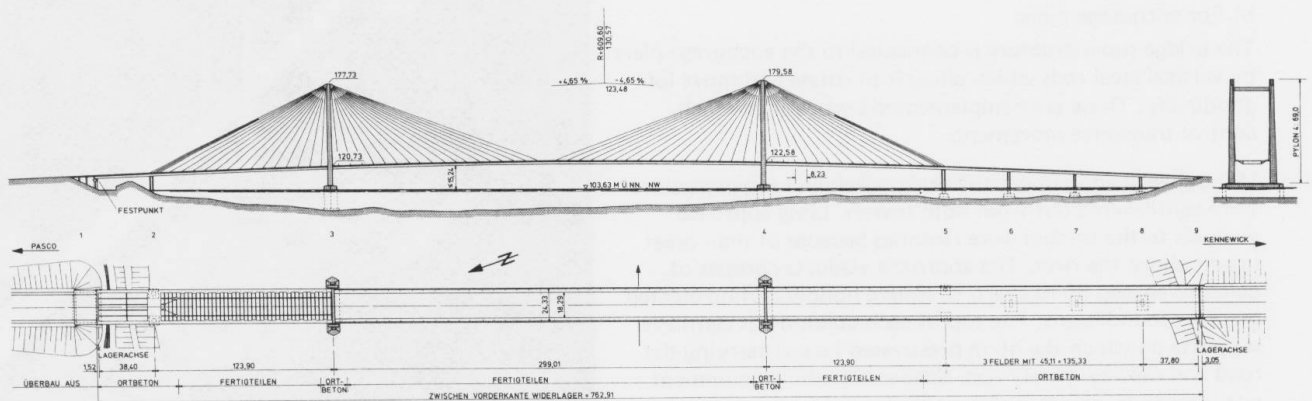 R=609,60
130,57
+4,65 %
-4,65 %
123,48
177,73
179,58
120,73
122,58
≤15,24
▽103,63 M Ü NN. NW
8,23
PYLON 4 69,0
FESTPUNKT
1
2
3
4
5
6
7
8
9
PASCO
KENNEWICK
24,33
18,29
LAGERACHSE
LAGERACHSE
1,52
38,40
123,90
299,01
123,90
3 FELDER MIT 45,11 = 135,33
37,80
3,05
ÜBERBAU AUS
ORTBETON
FERTIGTEILEN
ORT-
BETON
FERTIGTEILEN
ORT-
BETON
FERTIGTEILEN
ORTBETON
ZWISCHEN VORDERKANTE WIDERLAGER = 762,91